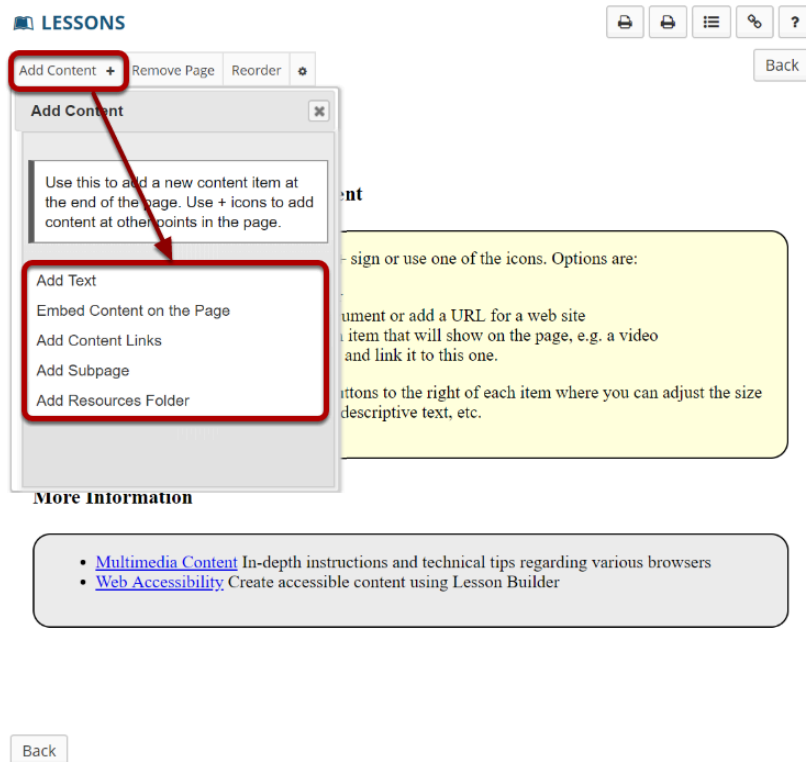 LESSONS
?
Add Content +
Remove Page
Reorder
Back
Add Content
Use this to add a new content item at
the end of the page. Use + icons to add
content at other points in the page.
Add Text
Embed Content on the Page
Add Content Links
Add Subpage
Add Resources Folder
sign or use one of the icons. Options are:
or add a URL for a web site
item that will show on the page, e.g. a video
and link it to this one.
to the right of each item where you can adjust the size
descriptive text, etc.
More Information
• Multimedia Content In-depth instructions and technical tips regarding various browsers
• Web Accessibility Create accessible content using Lesson Builder
Back